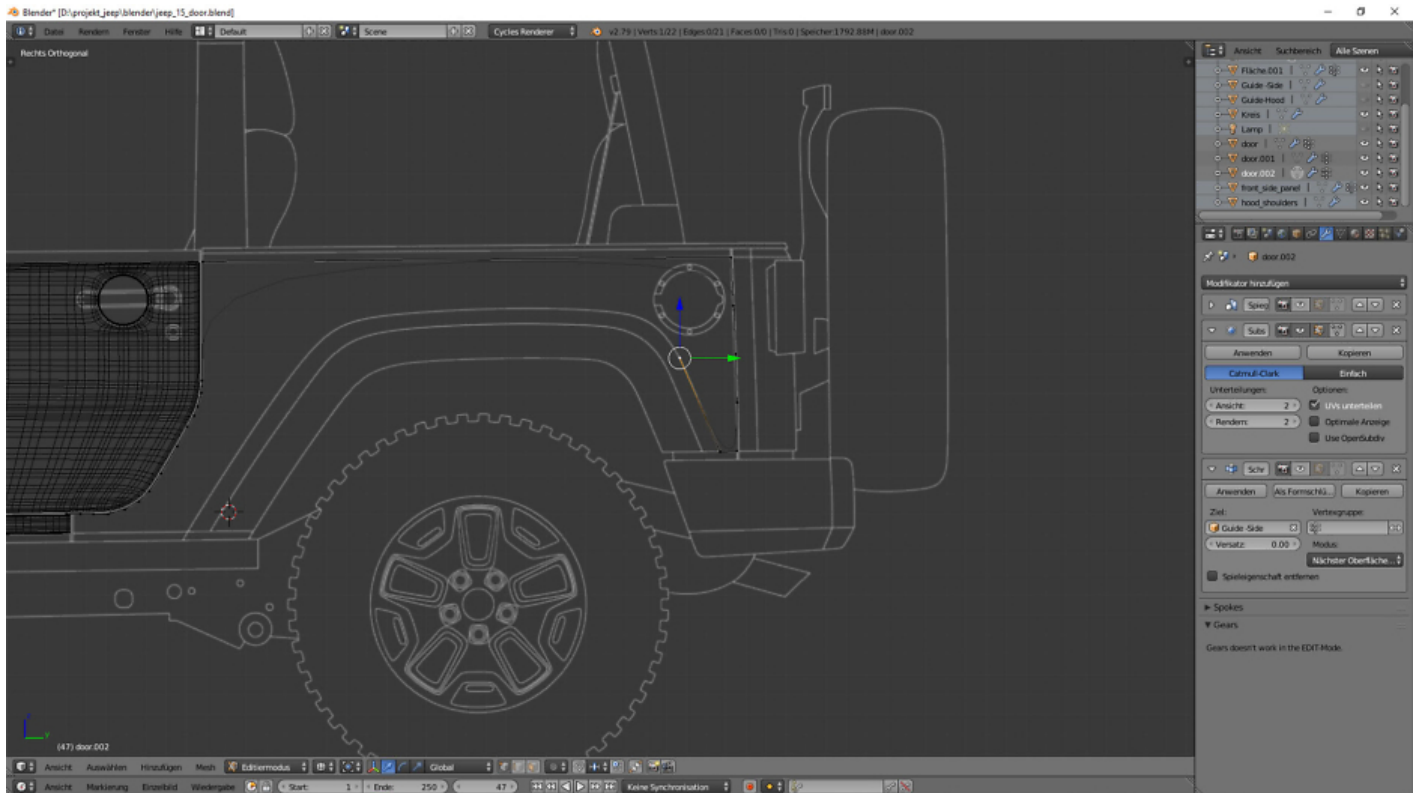 Blender* [D:\projekt_jeep\blender\jeep_15_door.blend]
Datei Rendern Fenster Hilfe Default Scene Cycles Renderer v2.79 | Verts:1/22 | Edges:0/21 | Faces:0/0 | Tris:0 | Speicher:1792.88M | door.002
Rechts Orthogonal
Ansicht Suchbereich Alle Szenen
Fläche.001
Guide -Side
Guide-Hood
Kreis
Lamp
door
door.001
door.002
front_side_panel
hood_shoulders
door.002
Modifikator hinzufügen
Spieg
Subs
Anwenden Kopieren
Catmull-Clark Einfach
Unterteilungen: Optionen:
Ansicht: 2 UVs unterteilen
Rendern: 2 Optimale Anzeige
Use OpenSubdiv
Schr
Anwenden Als Formschlü... Kopieren
Ziel: Vertexgruppe:
Guide -Side
Versatz: 0.00 Modus:
Nächster Oberfläche...
Spieleigenschaft entfernen
Spokes
Gears
Gears doesn't work in the EDIT-Mode.
z
y
(47) door.002
Ansicht Auswählen Hinzufügen Mesh Editiermodus Global
Ansicht Markierung Einzelbild Wiedergabe Start: 1 Ende: 250 47 Keine Synchronisation